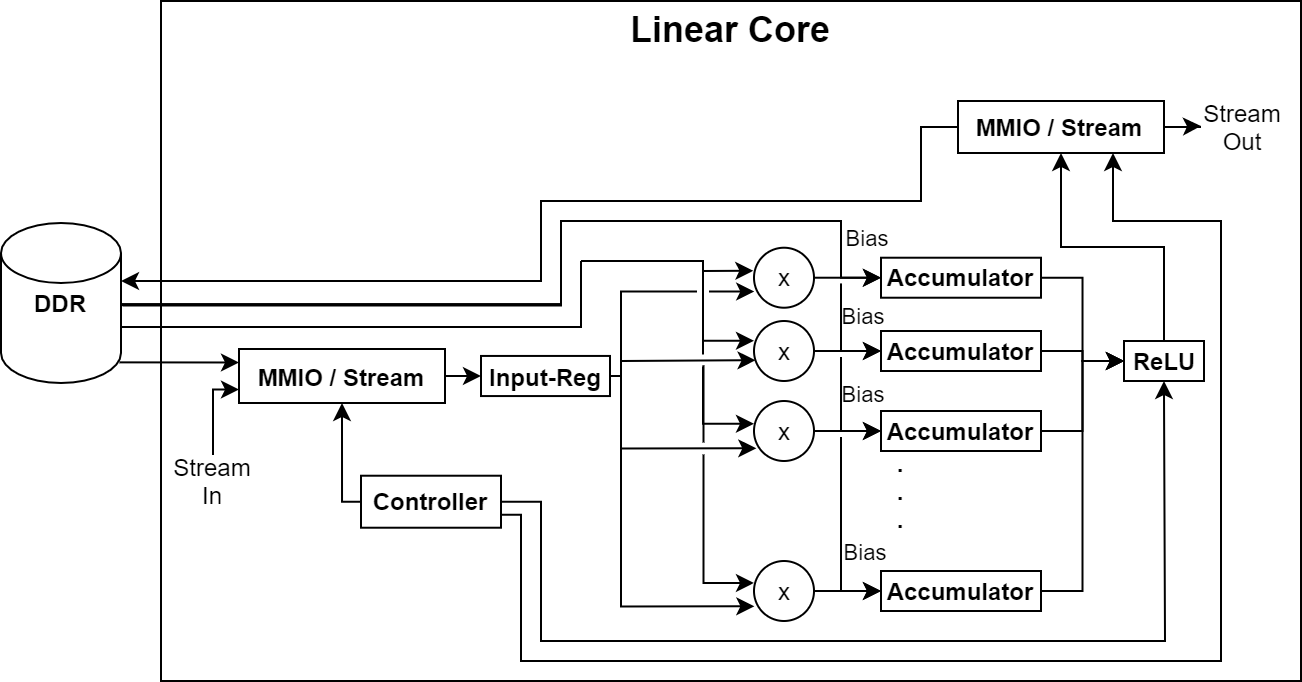 Linear Core
MMIO / Stream
Stream
Out
DDR
Bias
x
Accumulator
Bias
x
Accumulator
ReLU
MMIO / Stream
Input-Reg
Bias
x
Accumulator
Stream
In
Controller
.
.
.
Bias
x
Accumulator